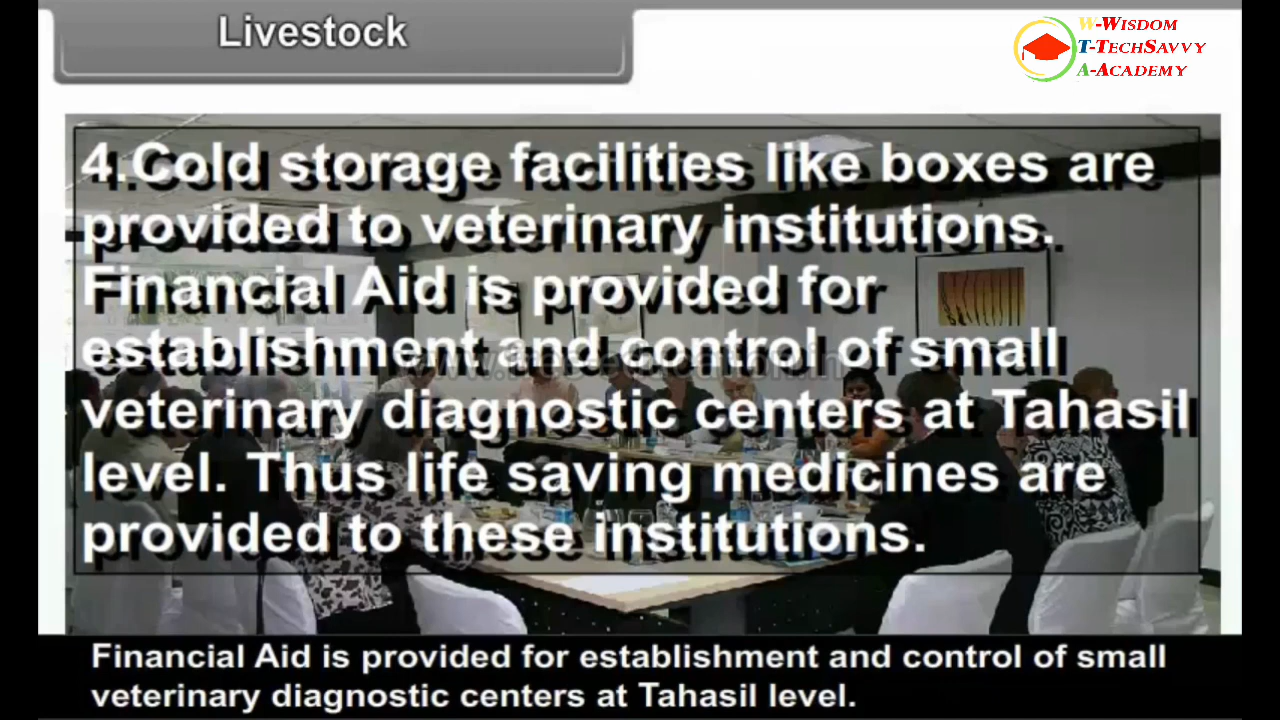 Livestock
W-Wisdom
T-TechSavvy
A-Academy
4.Cold storage facilities like boxes are
provided to veterinary institutions.
Financial Aid is provided for
establishment and control of small
veterinary diagnostic centers at Tahasil
level. Thus life saving medicines are
provided to these institutions.
Financial Aid is provided for establishment and control of small
veterinary diagnostic centers at Tahasil level.